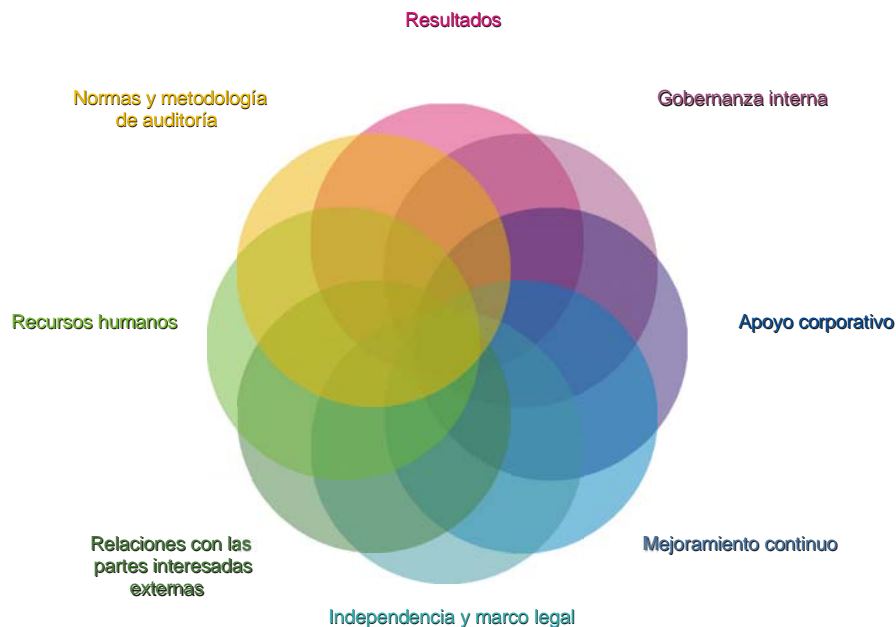 Resultados
Normas y metodología
de auditoría
Gobernanza interna
Recursos humanos
Apoyo corporativo
Relaciones con las
partes interesadas
externas
Mejoramiento continuo
Independencia y marco legal